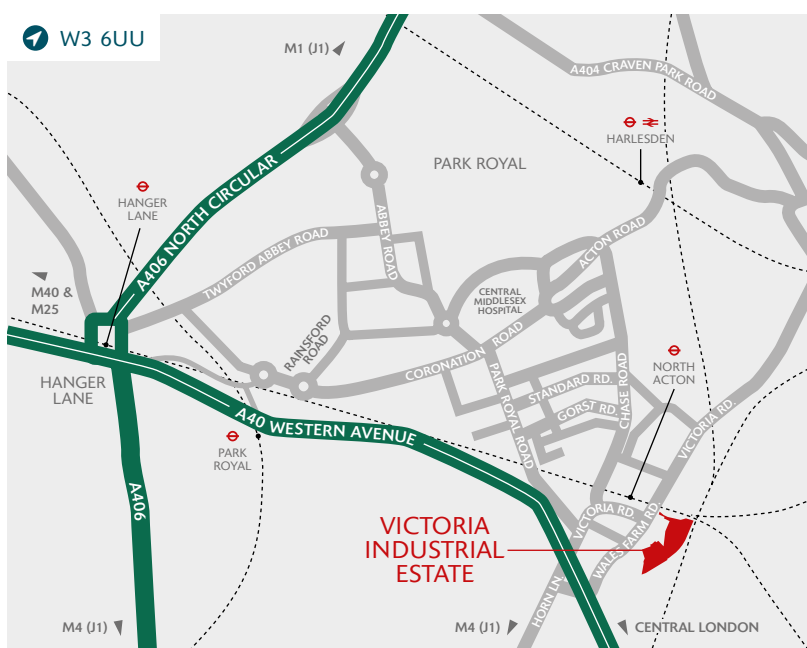 W3 6UU
M1 (J1)
A404 CRAVEN PARK ROAD
HARLESDEN
PARK ROYAL
HANGER
LANE
A406 NORTH CIRCULAR
ABBEY ROAD
TWYFORD ABBEY ROAD
ACTON ROAD
M40 &
M25
CENTRAL
MIDDLESEX
HOSPITAL
RAINSFORD
ROAD
CORONATION ROAD
HANGER
LANE
PARK ROYAL ROAD
STANDARD RD.
GORST RD.
CHASE ROAD
NORTH
ACTON
VICTORIA RD.
A40 WESTERN AVENUE
PARK
ROYAL
A406
VICTORIA
INDUSTRIAL
ESTATE
VICTORIA RD.
WALES FARM RD.
HORN LN.
M4 (J1)
M4 (J1)
CENTRAL LONDON